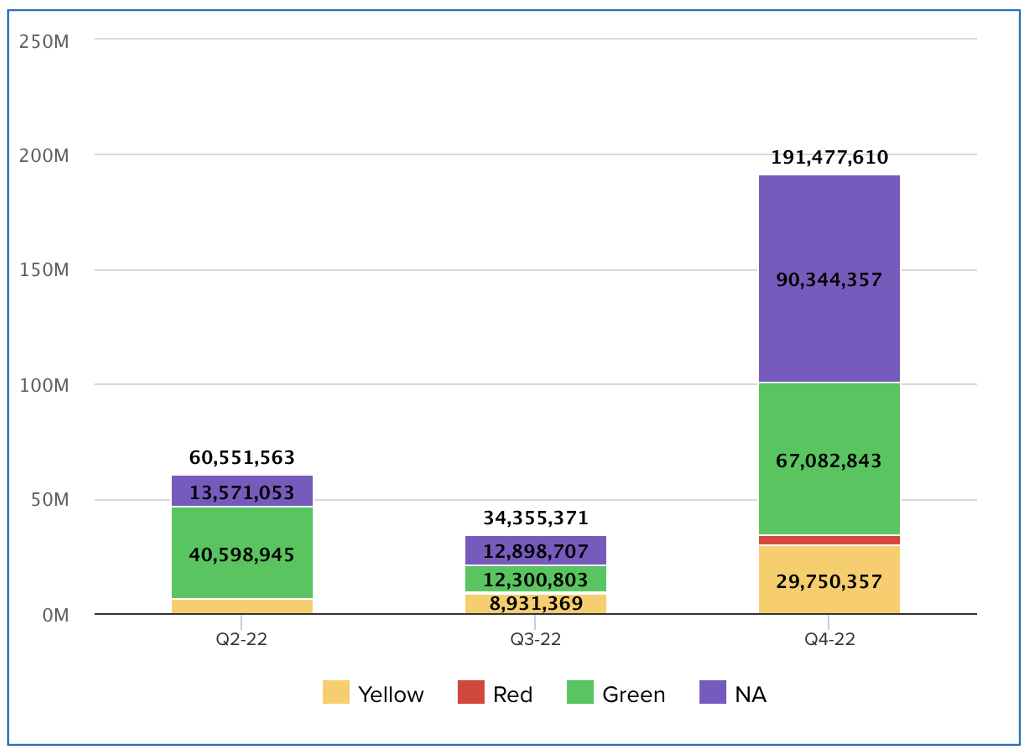 250M
200M
191,477,610
150M
90,344,357
100M
67,082,843
60,551,563
50M
13,571,053
34,355,371
40,598,945
12,898,707
12,300,803
29,750,357
8,931,369
0M
Q2-22 Q3-22 Q4-22
Yellow Red Green NA